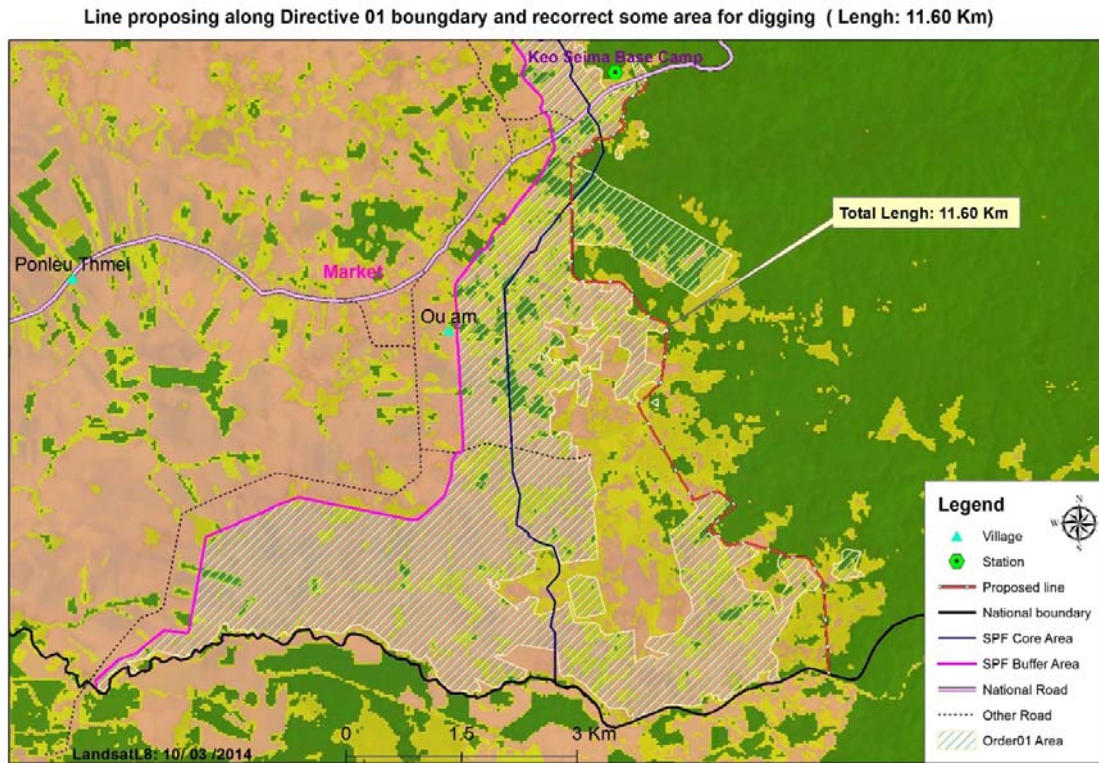 Line proposing along Directive 01 boungdary and recorrect some area for digging ( Lengh: 11.60 Km)
Keo Seima Base Camp
Total Lengh: 11.60 Km
Ponleu Thmei
Market
Ou am
Legend
N
W E
S
Village
Station
Proposed line
National boundary
SPF Core Area
SPF Buffer Area
National Road
Other Road
Order01 Area
0 1.5 3 Km
LandsatL8: 10/ 03 /2014